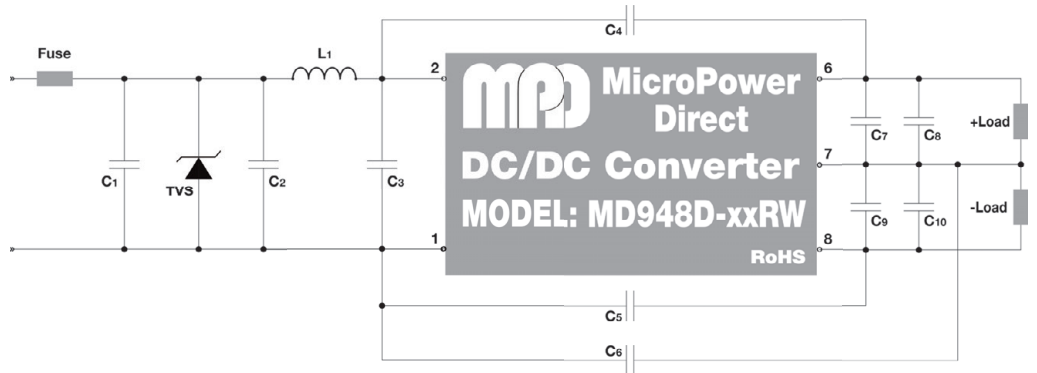 C4
Fuse
L1
2
6
MPD
MicroPower
Direct
C7
C8
+Load
C1
TVS
C2
C3
DC/DC Converter
7
MODEL: MD948D-xxRW
C9
C10
-Load
1
8
RoHS
C5
C6